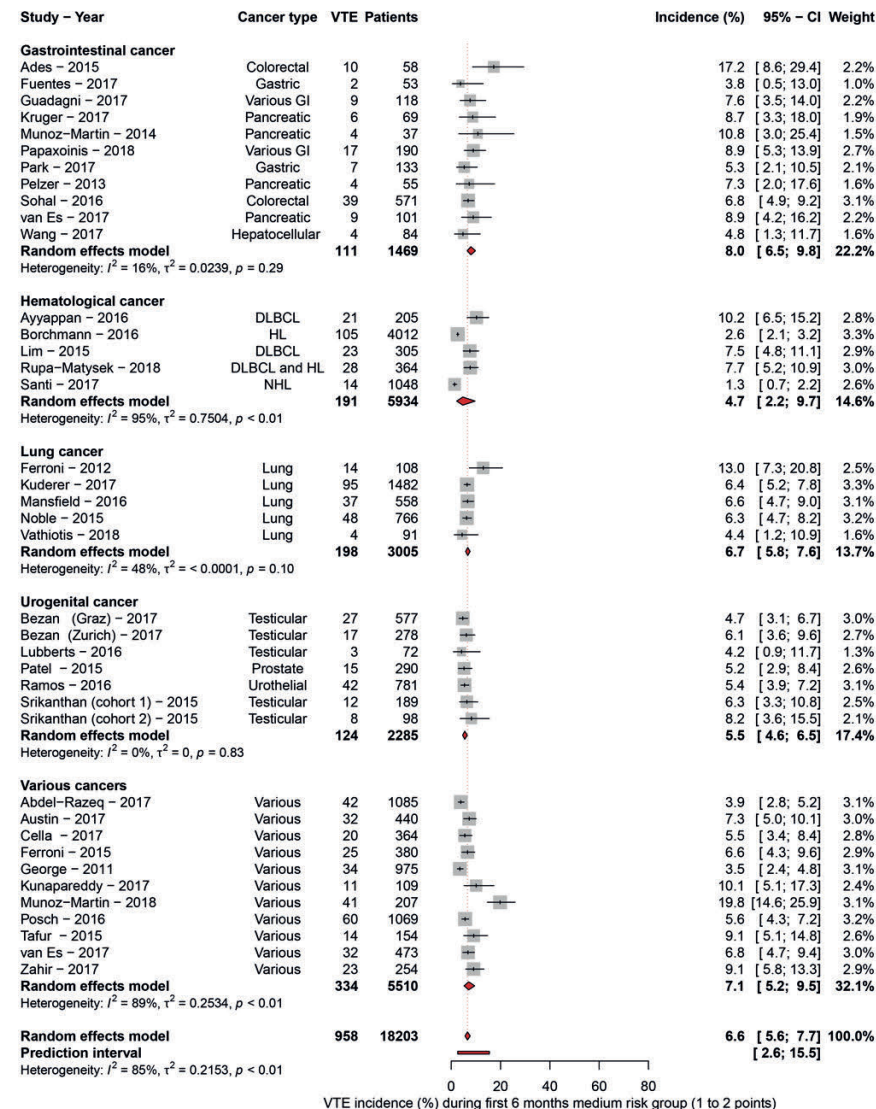 Study − Year Cancer type VTE Patients Incidence (%) 95% − CI Weight
Gastrointestinal cancer
Ades − 2015 Colorectal 10 58 17.2 [ 8.6; 29.4] 2.2%
Fuentes − 2017 Gastric 2 53 3.8 [ 0.5; 13.0] 1.0%
Guadagni − 2017 Various GI 9 118 7.6 [ 3.5; 14.0] 2.2%
Kruger − 2017 Pancreatic 6 69 8.7 [ 3.3; 18.0] 1.9%
Munoz−Martin − 2014 Pancreatic 4 37 10.8 [ 3.0; 25.4] 1.5%
Papaxoinis − 2018 Various GI 17 190 8.9 [ 5.3; 13.9] 2.7%
Park − 2017 Gastric 7 133 5.3 [ 2.1; 10.5] 2.1%
Pelzer − 2013 Pancreatic 4 55 7.3 [ 2.0; 17.6] 1.6%
Sohal − 2016 Colorectal 39 571 6.8 [ 4.9; 9.2] 3.1%
van Es − 2017 Pancreatic 9 101 8.9 [ 4.2; 16.2] 2.2%
Wang − 2017 Hepatocellular 4 84 4.8 [ 1.3; 11.7] 1.6%
Random effects model 111 1469 8.0 [ 6.5; 9.8] 22.2%
Heterogeneity: I² = 16%, τ² = 0.0239, p = 0.29
Hematological cancer
Ayyappan − 2016 DLBCL 21 205 10.2 [ 6.5; 15.2] 2.8%
Borchmann − 2016 HL 105 4012 2.6 [ 2.1; 3.2] 3.3%
Lim − 2015 DLBCL 23 305 7.5 [ 4.8; 11.1] 2.9%
Rupa−Matysek − 2018 DLBCL and HL 28 364 7.7 [ 5.2; 10.9] 3.0%
Santi − 2017 NHL 14 1048 1.3 [ 0.7; 2.2] 2.6%
Random effects model 191 5934 4.7 [ 2.2; 9.7] 14.6%
Heterogeneity: I² = 95%, τ² = 0.7504, p < 0.01
Lung cancer
Ferroni − 2012 Lung 14 108 13.0 [ 7.3; 20.8] 2.5%
Kuderer − 2017 Lung 95 1482 6.4 [ 5.2; 7.8] 3.3%
Mansfield − 2016 Lung 37 558 6.6 [ 4.7; 9.0] 3.1%
Noble − 2015 Lung 48 766 6.3 [ 4.7; 8.2] 3.2%
Vathiotis − 2018 Lung 4 91 4.4 [ 1.2; 10.9] 1.6%
Random effects model 198 3005 6.7 [ 5.8; 7.6] 13.7%
Heterogeneity: I² = 48%, τ² = < 0.0001, p = 0.10
Urogenital cancer
Bezan (Graz) − 2017 Testicular 27 577 4.7 [ 3.1; 6.7] 3.0%
Bezan (Zurich) − 2017 Testicular 17 278 6.1 [ 3.6; 9.6] 2.7%
Lubberts − 2016 Testicular 3 72 4.2 [ 0.9; 11.7] 1.3%
Patel − 2015 Prostate 15 290 5.2 [ 2.9; 8.4] 2.6%
Ramos − 2016 Urothelial 42 781 5.4 [ 3.9; 7.2] 3.1%
Srikanthan (cohort 1) − 2015 Testicular 12 189 6.3 [ 3.3; 10.8] 2.4%
Srikanthan (cohort 2) − 2015 Testicular 8 98 8.2 [ 3.6; 15.5] 2.1%
Random effects model 124 2285 5.5 [ 4.6; 6.5] 17.4%
Heterogeneity: I² = 0%, τ² = 0, p = 0.83
Various cancers
Abdel−Razeq − 2017 Various 42 1085 3.9 [ 2.8; 5.2] 3.1%
Austin − 2017 Various 32 440 7.3 [ 5.0; 10.1] 3.0%
Cella − 2017 Various 20 364 5.5 [ 3.4; 8.4] 2.8%
Ferroni − 2015 Various 25 380 6.6 [ 4.3; 9.6] 2.9%
George − 2011 Various 34 975 3.5 [ 2.4; 4.8] 3.1%
Kunapareddy − 2017 Various 11 109 10.1 [ 5.1; 17.3] 2.4%
Munoz−Martin − 2018 Various 41 207 19.8 [14.6; 25.9] 3.1%
Posch − 2016 Various 60 1069 5.6 [ 4.3; 7.2] 3.2%
Tafur − 2015 Various 14 154 9.1 [ 5.1; 14.8] 2.6%
van Es − 2017 Various 32 473 6.8 [ 4.7; 9.4] 3.0%
Zahir − 2017 Various 23 254 9.1 [ 5.8; 13.3] 2.9%
Random effects model 334 5510 7.1 [ 5.2; 9.5] 32.1%
Heterogeneity: I² = 89%, τ² = 0.2534, p < 0.01
Random effects model 958 18203 6.6 [ 5.6; 7.7] 100.0%
Prediction interval [ 2.6; 15.5]
Heterogeneity: I² = 85%, τ² = 0.2153, p < 0.01
0 20 40 60 80
VTE incidence (%) during first 6 months medium risk group (1 to 2 points)